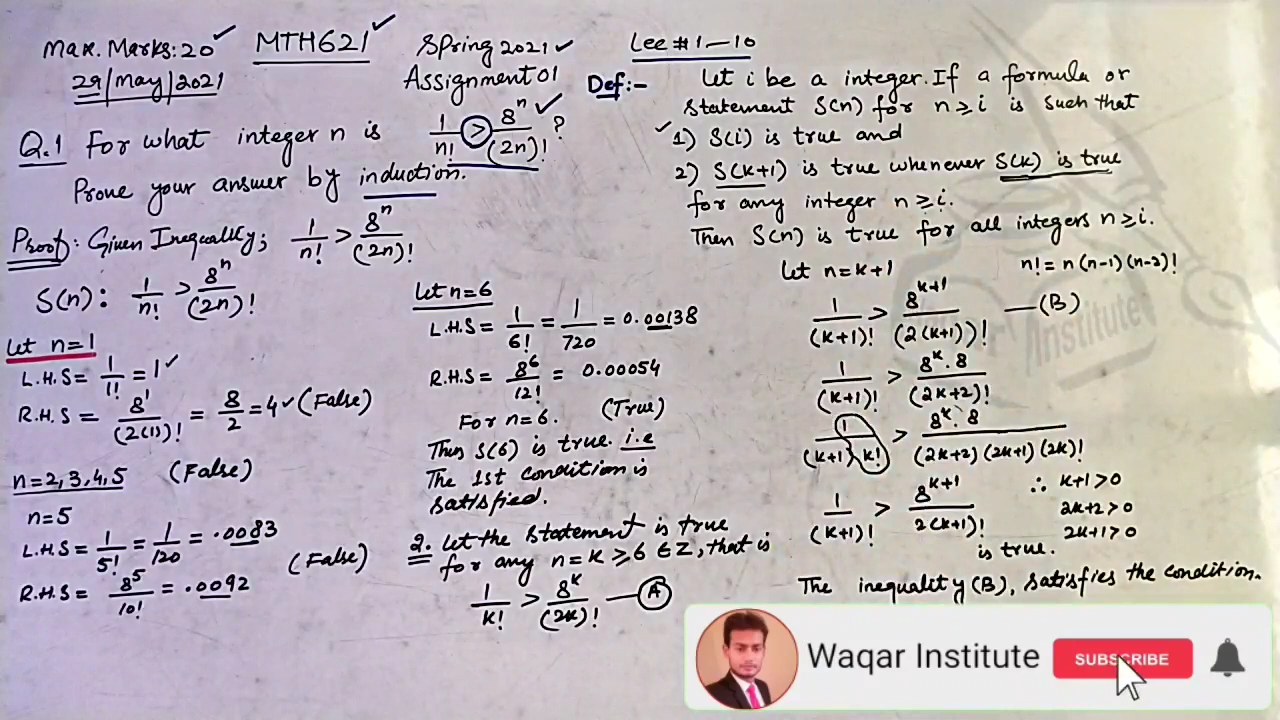 Max. Marks: 20 ✓ MTH621 ✓ Spring 2021 ✓
29/May/2021 Assignment 01
Q.1 For what integer n is 1/n! > 8^n/(2n)! ✓ ?
Prove your answer by induction.
Proof: Given Inequality; 1/n! > 8^n/(2n)!
S(n): 1/n! > 8^n/(2n)!
Let n=1
L.H.S = 1/1! = 1 ✓
R.H.S = 8^1/(2(1))! = 8/2 = 4 ✓ (False)
n=2,3,4,5 (False)
n=5
L.H.S = 1/5! = 1/120 = .0083
(False)
R.H.S = 8^5/10! = .0092
Let n=6
L.H.S = 1/6! = 1/720 = 0.00138
R.H.S = 8^6/12! = 0.00054
For n=6. (True)
Thus S(6) is true. i.e
The 1st condition is
satisfied.
2. Let the statement is true
for any n=k ≥ 6 ∈ Z, that is
1/k! > 8^k/(2k)! — (A)
Lec # 1–10
Def:- Let i be a integer. If a formula or
statement S(n) for n ≥ i is such that
✓ 1) S(i) is true and
2) S(k+1) is true whenever S(k) is true
for any integer n ≥ i.
Then S(n) is true for all integers n ≥ i.
Let n=k+1 n! = n(n-1)(n-2)!
1/(k+1)! > 8^(k+1)/(2(k+1))! — (B)
1/(k+1)! > 8^k · 8/(2k+2)!
1/(k+1) k! > 8^k · 8/(2k+2)(2k+1)(2k)!
1/(k+1)! > 8^(k+1)/2(k+1)! ∴ k+1>0
2k+2>0
2k+1>0
is true.
The inequality (B), satisfies the condition.
Institute
Waqar Institute SUBSCRIBE